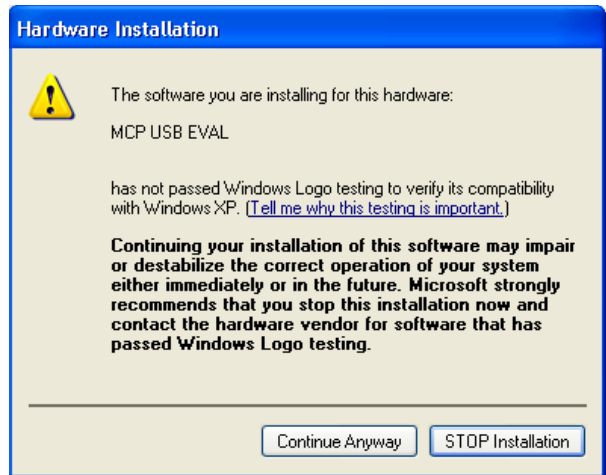 Hardware Installation
The software you are installing for this hardware:
MCP USB EVAL
has not passed Windows Logo testing to verify its compatibility
with Windows XP. (Tell me why this testing is important.)
Continuing your installation of this software may impair
or destabilize the correct operation of your system
either immediately or in the future. Microsoft strongly
recommends that you stop this installation now and
contact the hardware vendor for software that has
passed Windows Logo testing.
Continue Anyway
STOP Installation